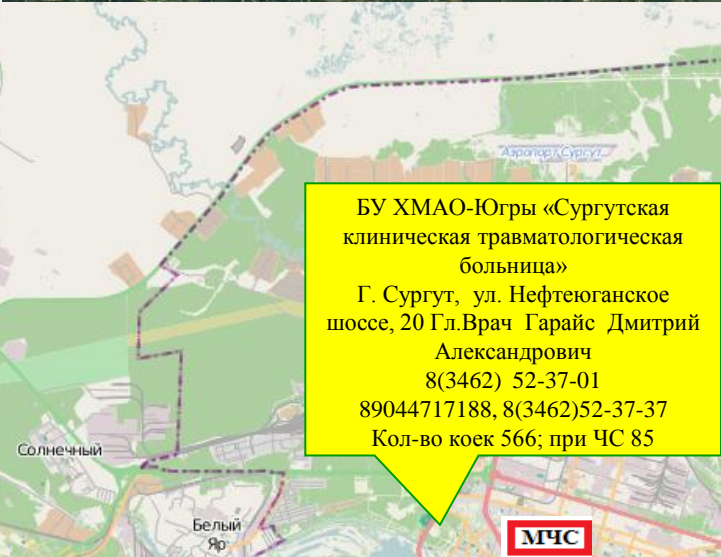 Аэропорт Сургут
БУ ХМАО-Югры «Сургутская
клиническая травматологическая
больница»
Г. Сургут, ул. Нефтеюганское
шоссе, 20 Гл.Врач Гарайс Дмитрий
Александрович
8(3462) 52-37-01
89044717188, 8(3462)52-37-37
Кол-во коек 566; при ЧС 85
Солнечный
Белый
Яр
МЧС